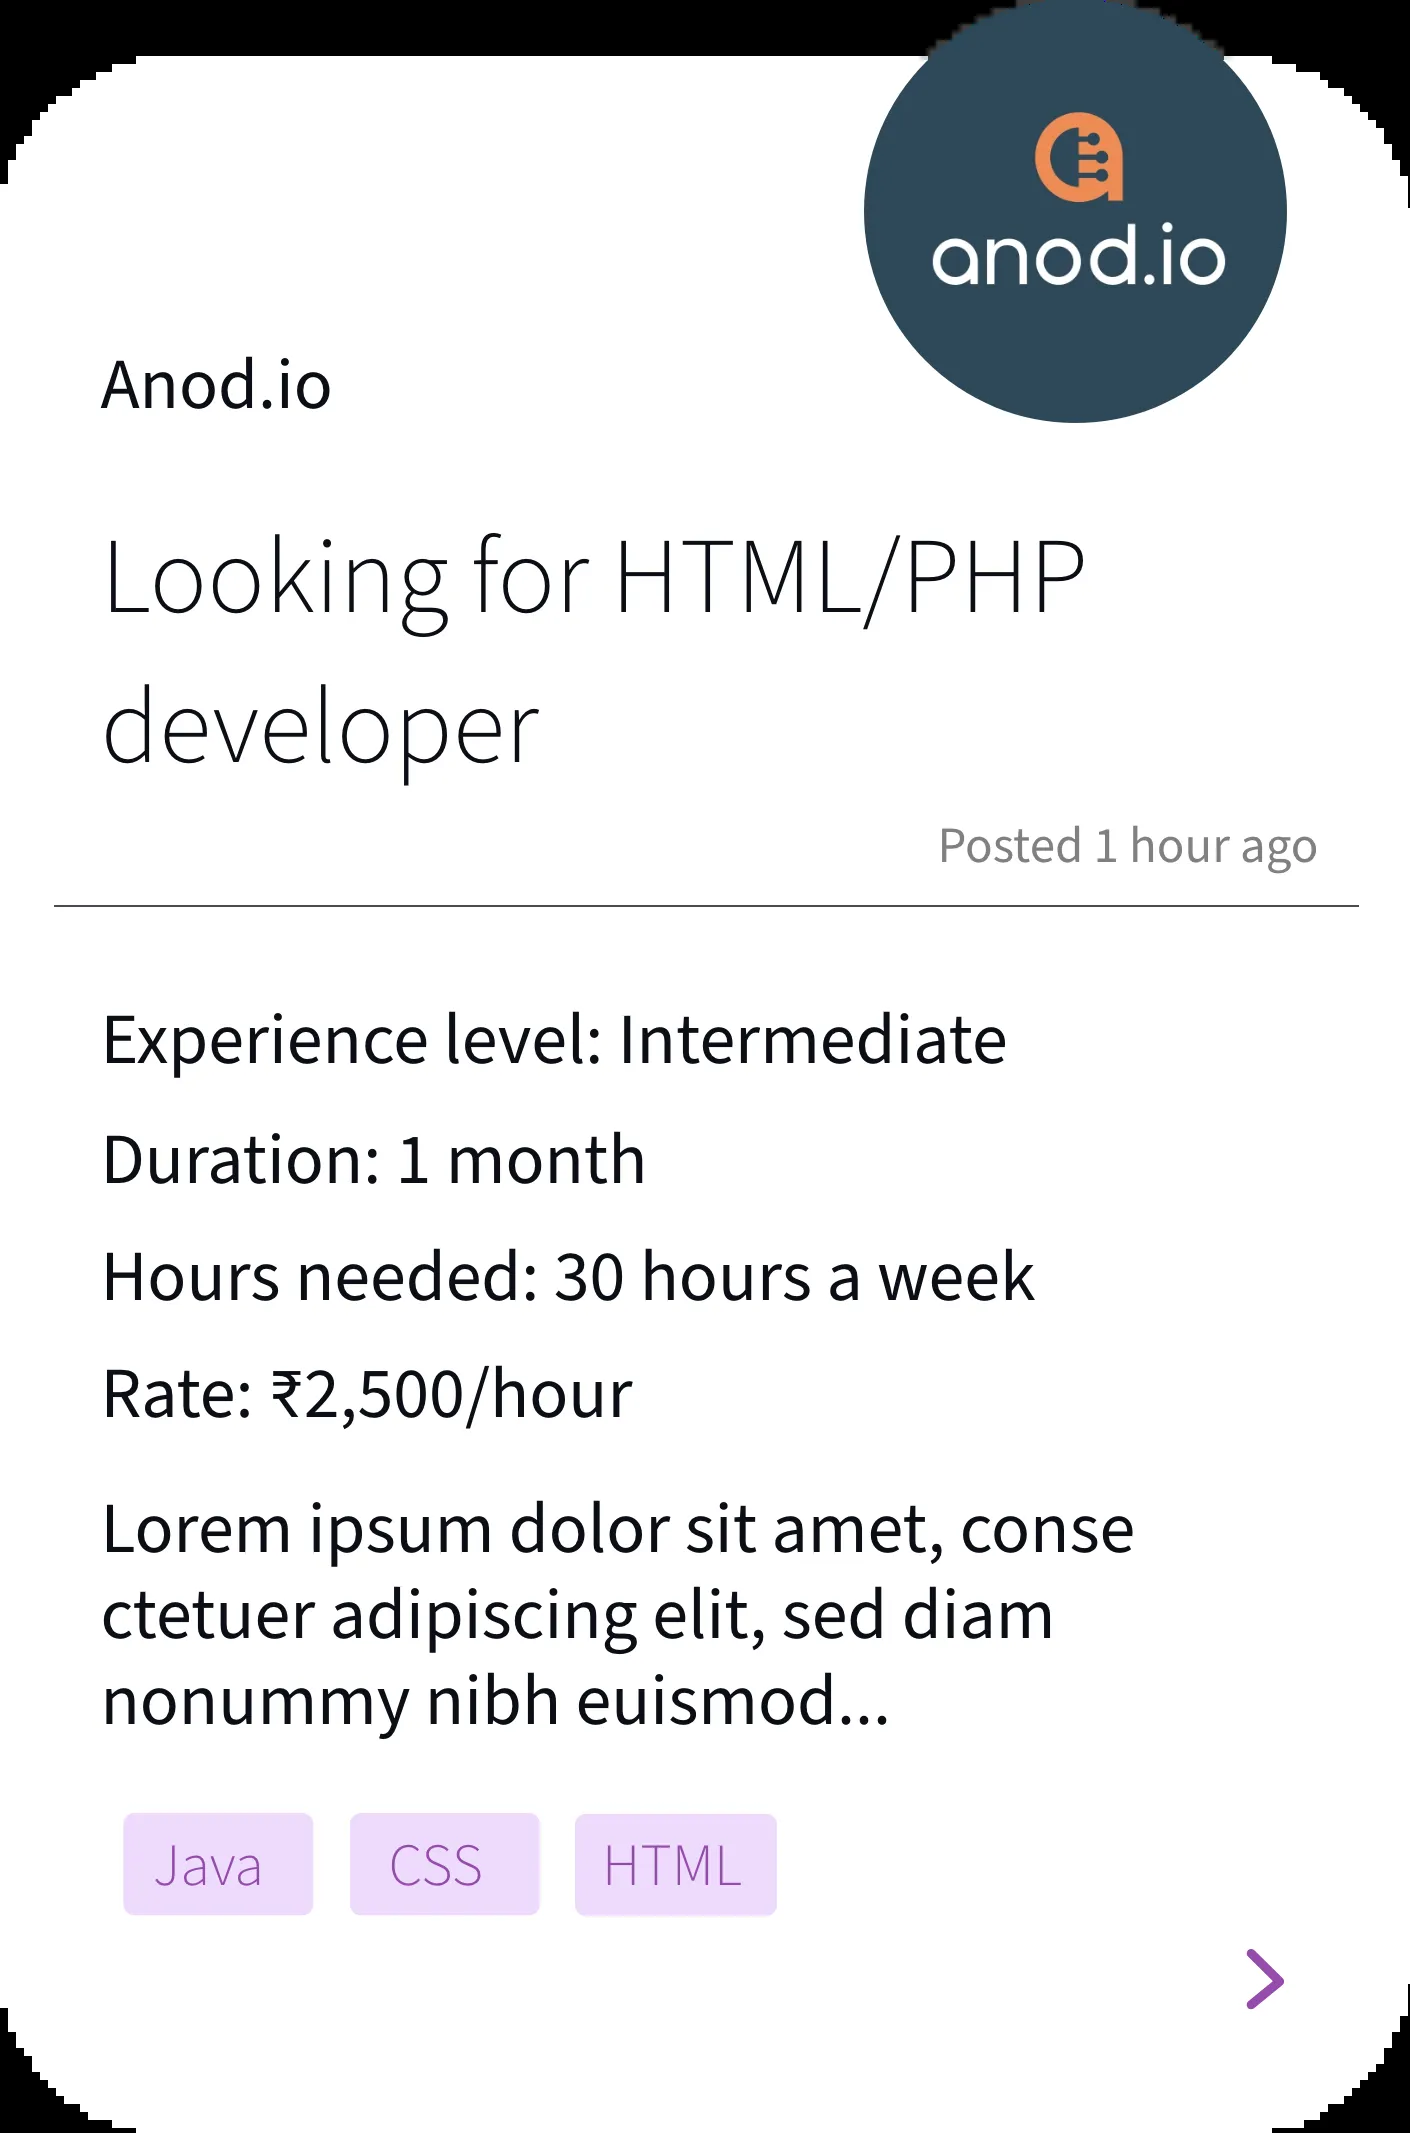 anod.io
Anod.io
Looking for HTML/PHP
developer
Posted 1 hour ago
Experience level: Intermediate
Duration: 1 month
Hours needed: 30 hours a week
Rate: ₹2,500/hour
Lorem ipsum dolor sit amet, conse
ctetuer adipiscing elit, sed diam
nonummy nibh euismod...
Java CSS HTML